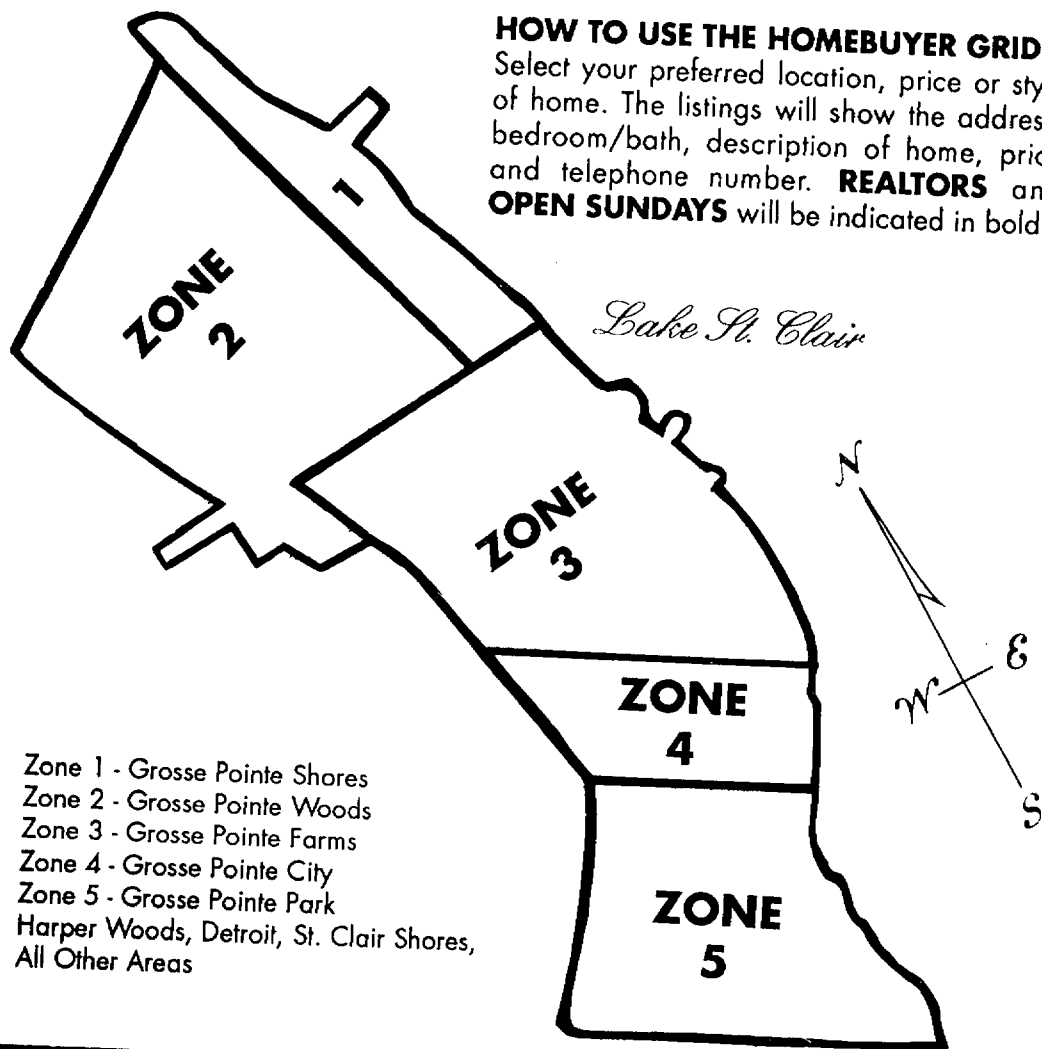 HOW TO USE THE HOMEBUYER GRID
Select your preferred location, price or sty
of home. The listings will show the addres
bedroom/bath, description of home, pric
and telephone number. REALTORS an
OPEN SUNDAYS will be indicated in bold
1
ZONE
2
Lake St. Clair
ZONE
3
N
E
W
S
ZONE
4
Zone 1 - Grosse Pointe Shores
Zone 2 - Grosse Pointe Woods
Zone 3 - Grosse Pointe Farms
Zone 4 - Grosse Pointe City
Zone 5 - Grosse Pointe Park
Harper Woods, Detroit, St. Clair Shores,
All Other Areas
ZONE
5